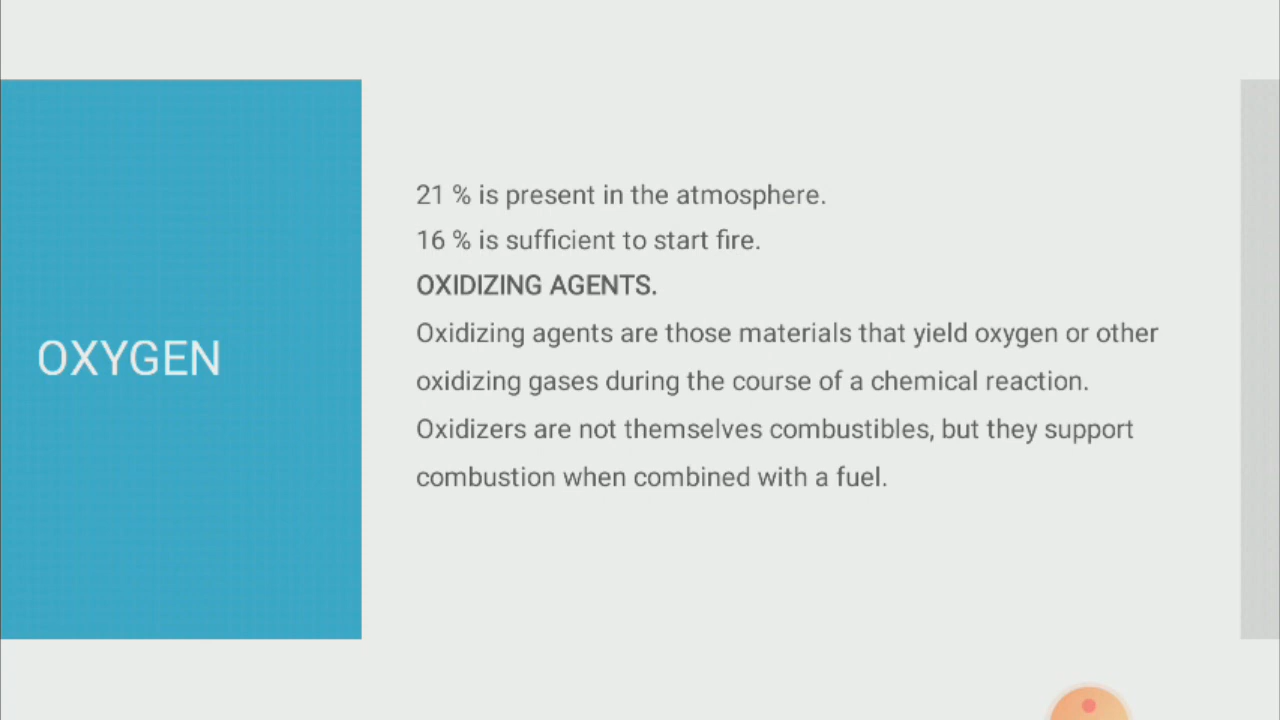 OXYGEN
21 % is present in the atmosphere.
16 % is sufficient to start fire.
OXIDIZING AGENTS.
Oxidizing agents are those materials that yield oxygen or other
oxidizing gases during the course of a chemical reaction.
Oxidizers are not themselves combustibles, but they support
combustion when combined with a fuel.